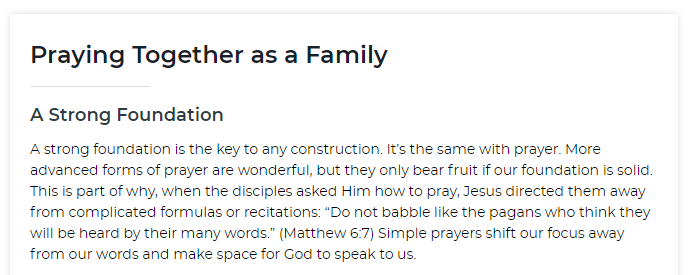 Praying Together as a Family
A Strong Foundation
A strong foundation is the key to any construction. It’s the same with prayer. More
advanced forms of prayer are wonderful, but they only bear fruit if our foundation is solid.
This is part of why, when the disciples asked Him how to pray, Jesus directed them away
from complicated formulas or recitations: “Do not babble like the pagans who think they
will be heard by their many words.” (Matthew 6:7) Simple prayers shift our focus away
from our words and make space for God to speak to us.